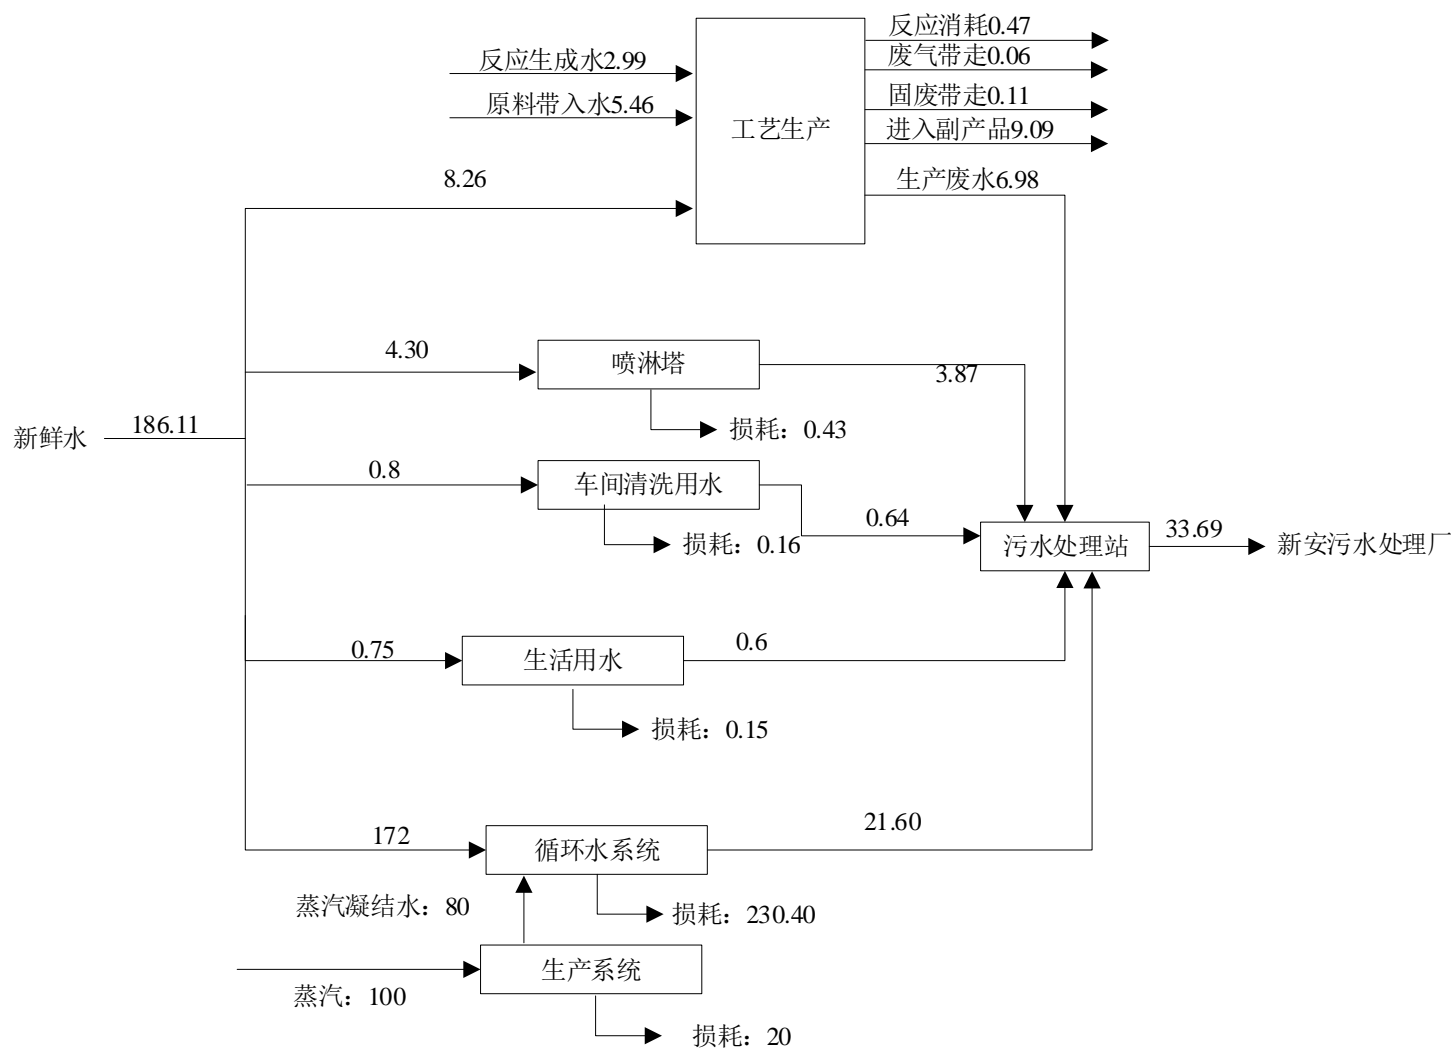 反应消耗0.47
反应生成水2.99
废气带走0.06
原料带入水5.46
固废带走0.11
工艺生产
进入副产品9.09
8.26
生产废水6.98
4.30
喷淋塔
3.87
186.11
新鲜水
损耗：0.43
0.8
车间清洗用水
0.64
损耗：0.16
污水处理站
33.69
新安污水处理厂
0.75
生活用水
0.6
损耗：0.15
172
循环水系统
21.60
蒸汽凝结水：80
损耗：230.40
生产系统
蒸汽：100
损耗：20